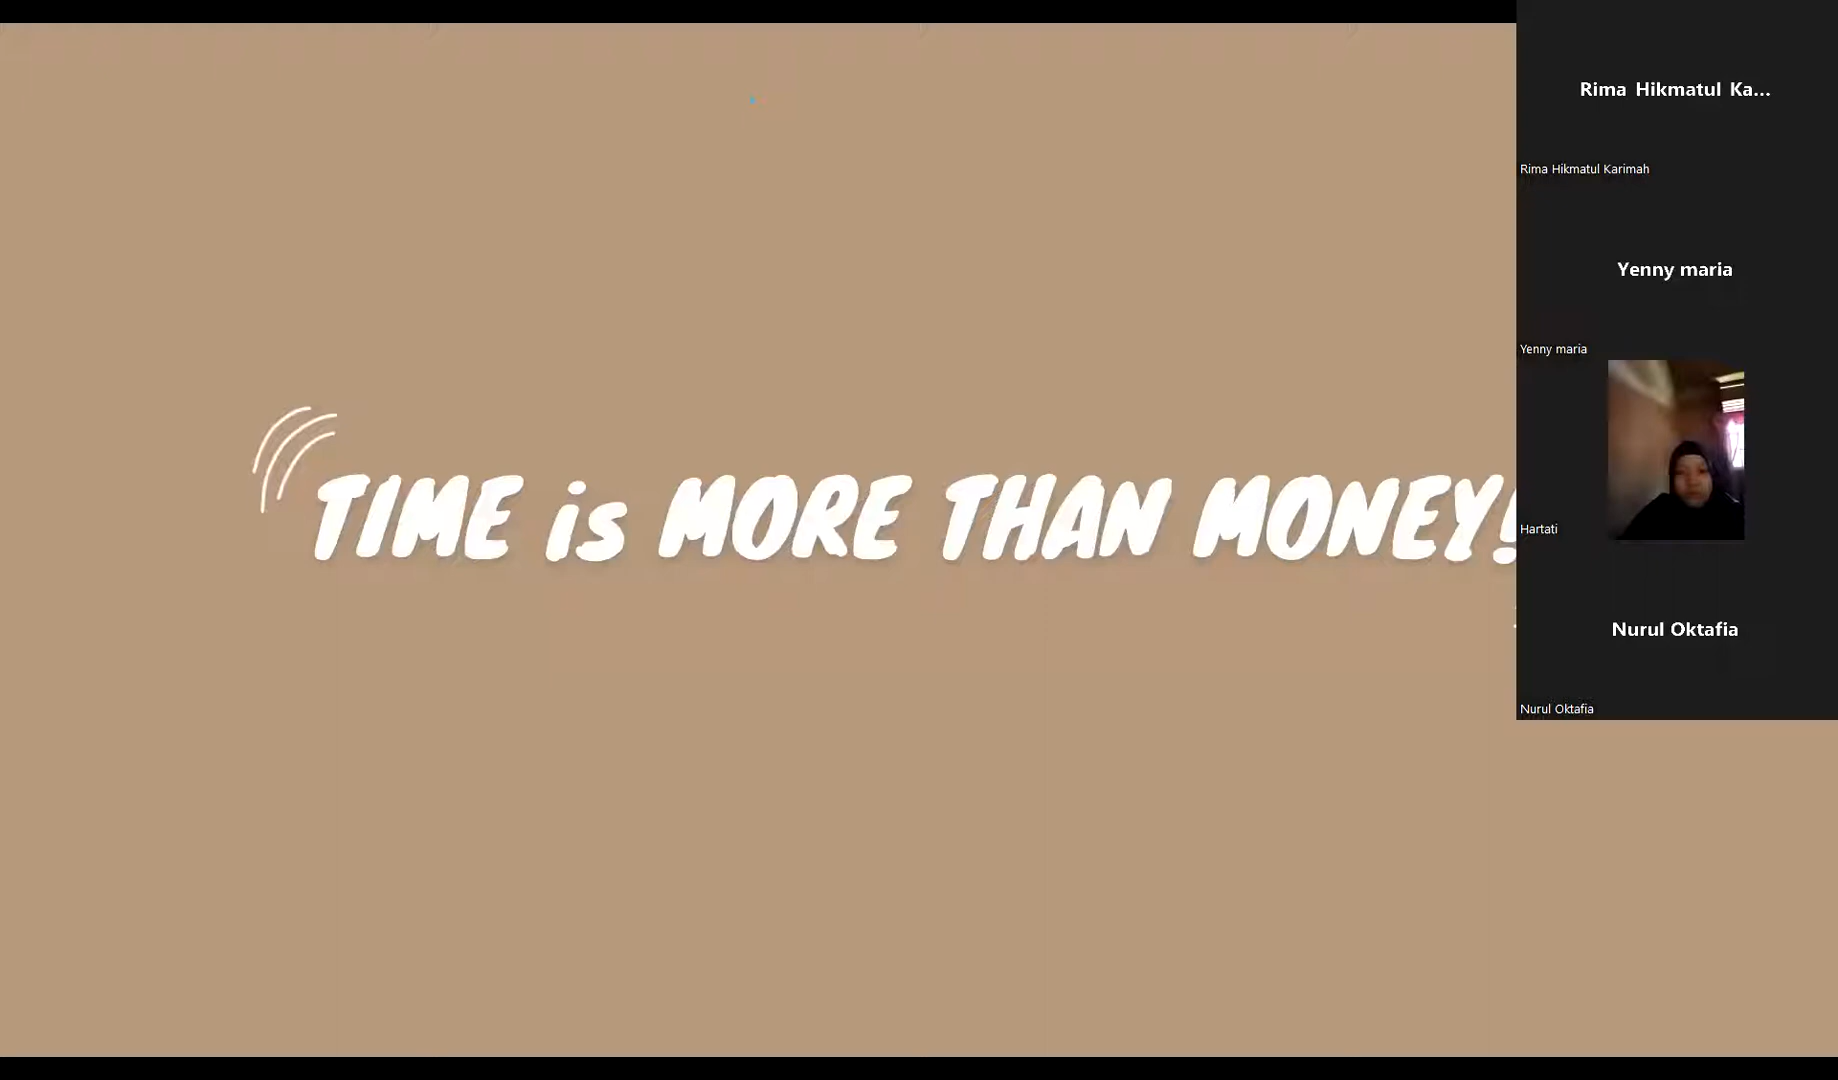 TIME is MORE THAN MONEY!
Rima Hikmatul Ka...
Rima Hikmatul Karimah
Yenny maria
Yenny maria
Hartati
Nurul Oktafia
Nurul Oktafia